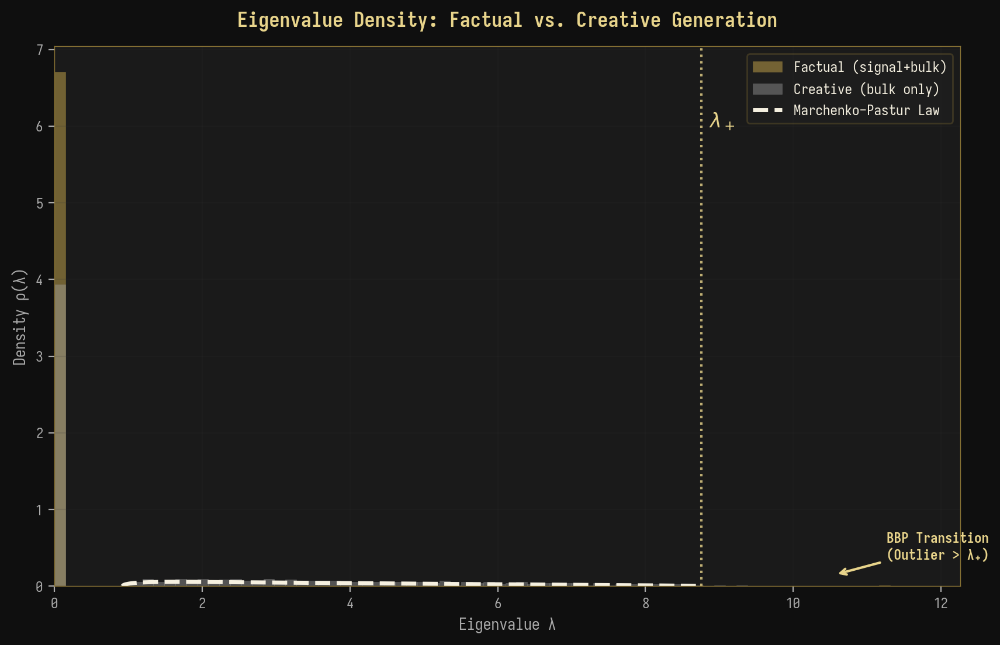 Eigenvalue Density: Factual vs. Creative Generation
7
6
5
4
3
2
1
0
Density ρ(λ)
λ₊
Factual (signal+bulk)
Creative (bulk only)
Marchenko-Pastur Law
BBP Transition
(Outlier > λ₊)
0 2 4 6 8 10 12
Eigenvalue λ